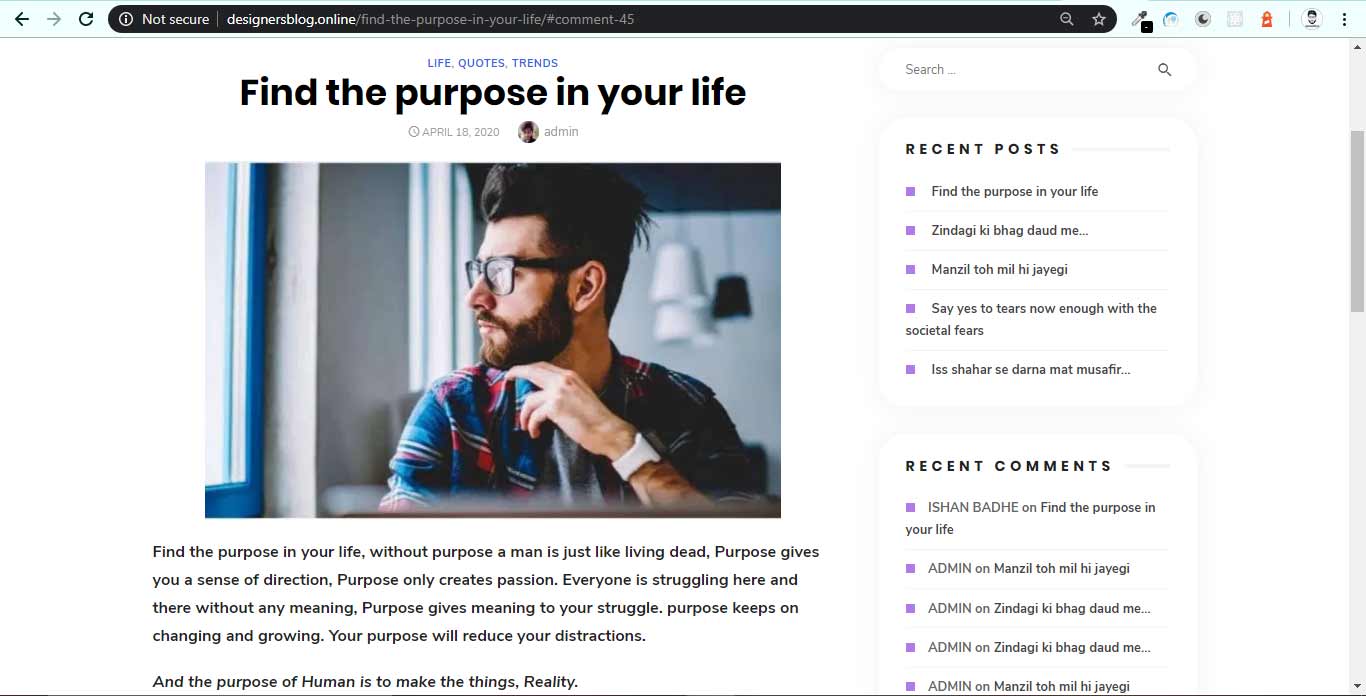 Not secure
designersblog.online/find-the-purpose-in-your-life/#comment-45
LIFE, QUOTES, TRENDS
Find the purpose in your life
APRIL 18, 2020 admin
Find the purpose in your life, without purpose a man is just like living dead, Purpose gives
you a sense of direction, Purpose only creates passion. Everyone is struggling here and
there without any meaning, Purpose gives meaning to your struggle. purpose keeps on
changing and growing. Your purpose will reduce your distractions.
And the purpose of Human is to make the things, Reality.
Search ...
RECENT POSTS
Find the purpose in your life
Zindagi ki bhag daud me...
Manzil toh mil hi jayegi
Say yes to tears now enough with the
societal fears
Iss shahar se darna mat musafir...
RECENT COMMENTS
ISHAN BADHE on Find the purpose in
your life
ADMIN on Manzil toh mil hi jayegi
ADMIN on Zindagi ki bhag daud me...
ADMIN on Zindagi ki bhag daud me...
ADMIN on Manzil toh mil hi jayegi